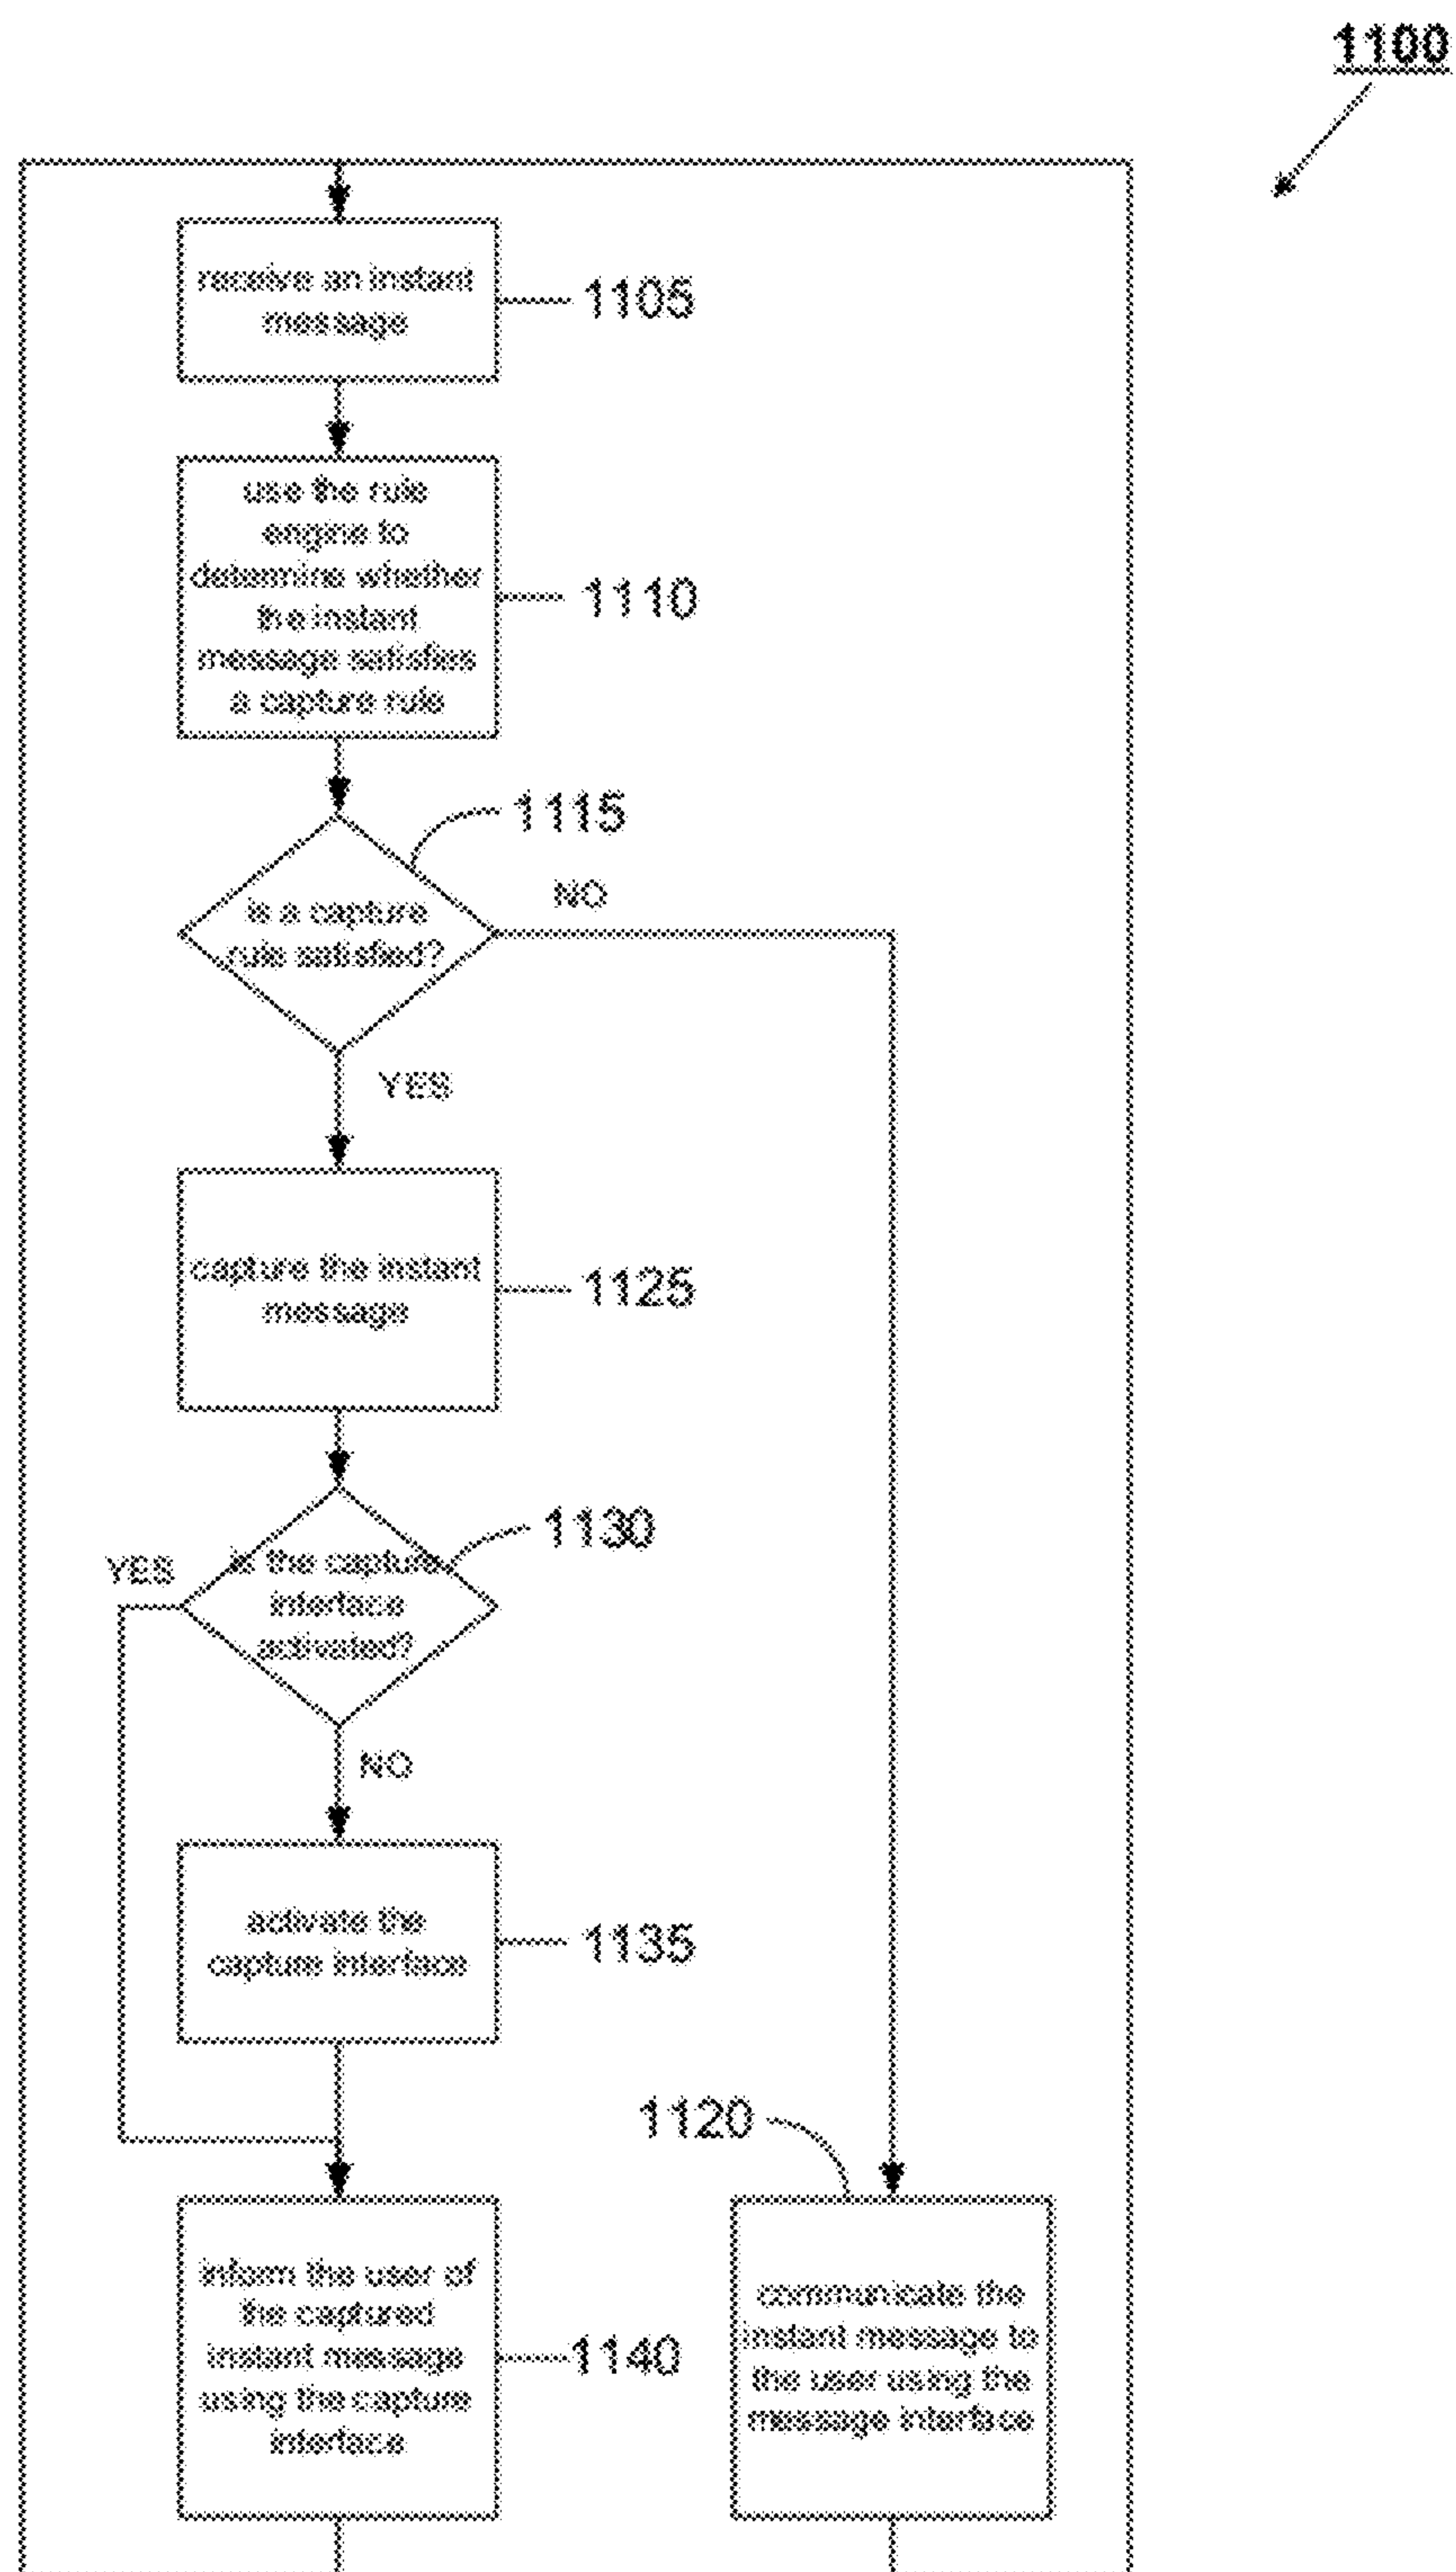 1100
receive an instant
message
1105
use the rule
engine to
determine whether
the instant
message satisfies
a capture rule
1110
1115
is a capture
rule satisfied?
NO
YES
capture the instant
message
1125
1130
YES
is the capture
interface
activated?
NO
activate the
capture interface
1135
1120
inform the user of
the captured
instant message
using the capture
interface
1140
communicate the
instant message to
the user using the
message interface